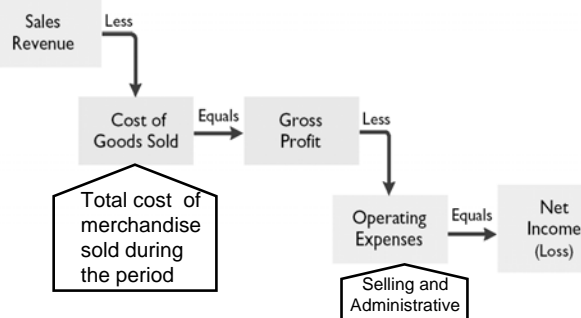 Sales
Revenue
Less
Cost of
Goods Sold
Equals
Gross
Profit
Less
Total cost of
merchandise
sold during
the period
Operating
Expenses
Equals
Net
Income
(Loss)
Selling and
Administrative